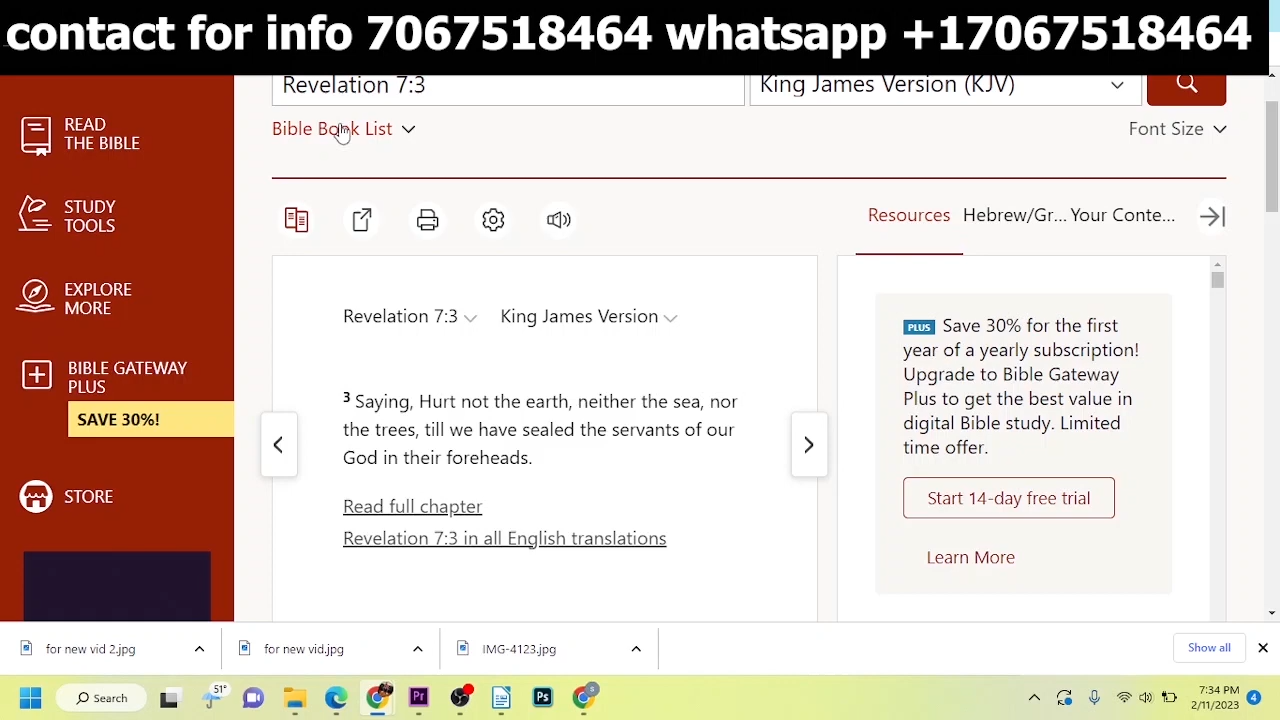 contact for info 7067518464 whatsapp +17067518464
Revelation 7:3
King James Version (KJV)
Bible Book List
Font Size
READ
THE BIBLE
STUDY
TOOLS
EXPLORE
MORE
BIBLE GATEWAY
PLUS
SAVE 30%!
STORE
Resources
Hebrew/Gr...
Your Conte...
Revelation 7:3
King James Version
3 Saying, Hurt not the earth, neither the sea, nor
the trees, till we have sealed the servants of our
God in their foreheads.
Read full chapter
Revelation 7:3 in all English translations
PLUS Save 30% for the first
year of a yearly subscription!
Upgrade to Bible Gateway
Plus to get the best value in
digital Bible study. Limited
time offer.
Start 14-day free trial
Learn More
for new vid 2.jpg
for new vid.jpg
IMG-4123.jpg
Show all
Search
51°
Pr
Ps
S
7:34 PM
2/11/2023
4